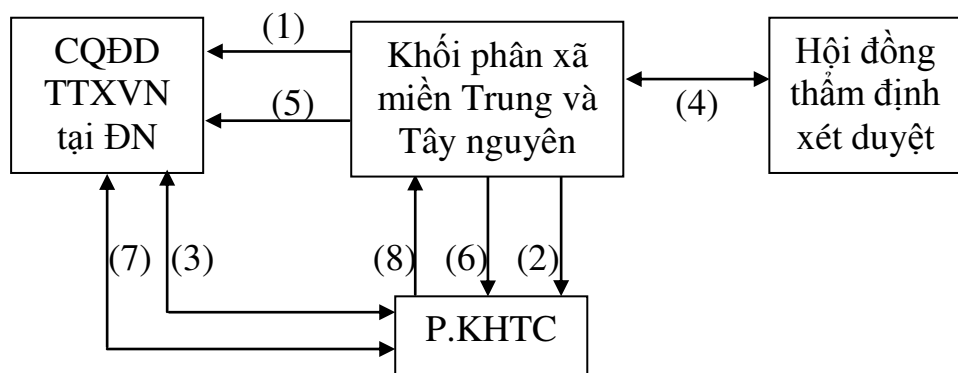 CQĐD
TTXVN
tại ĐN
(1)
(5)
Khối phân xã
miền Trung và
Tây nguyên
(4)
Hội đồng
thẩm định
xét duyệt
(7)
(3)
(8)
(6)
(2)
P.KHTC